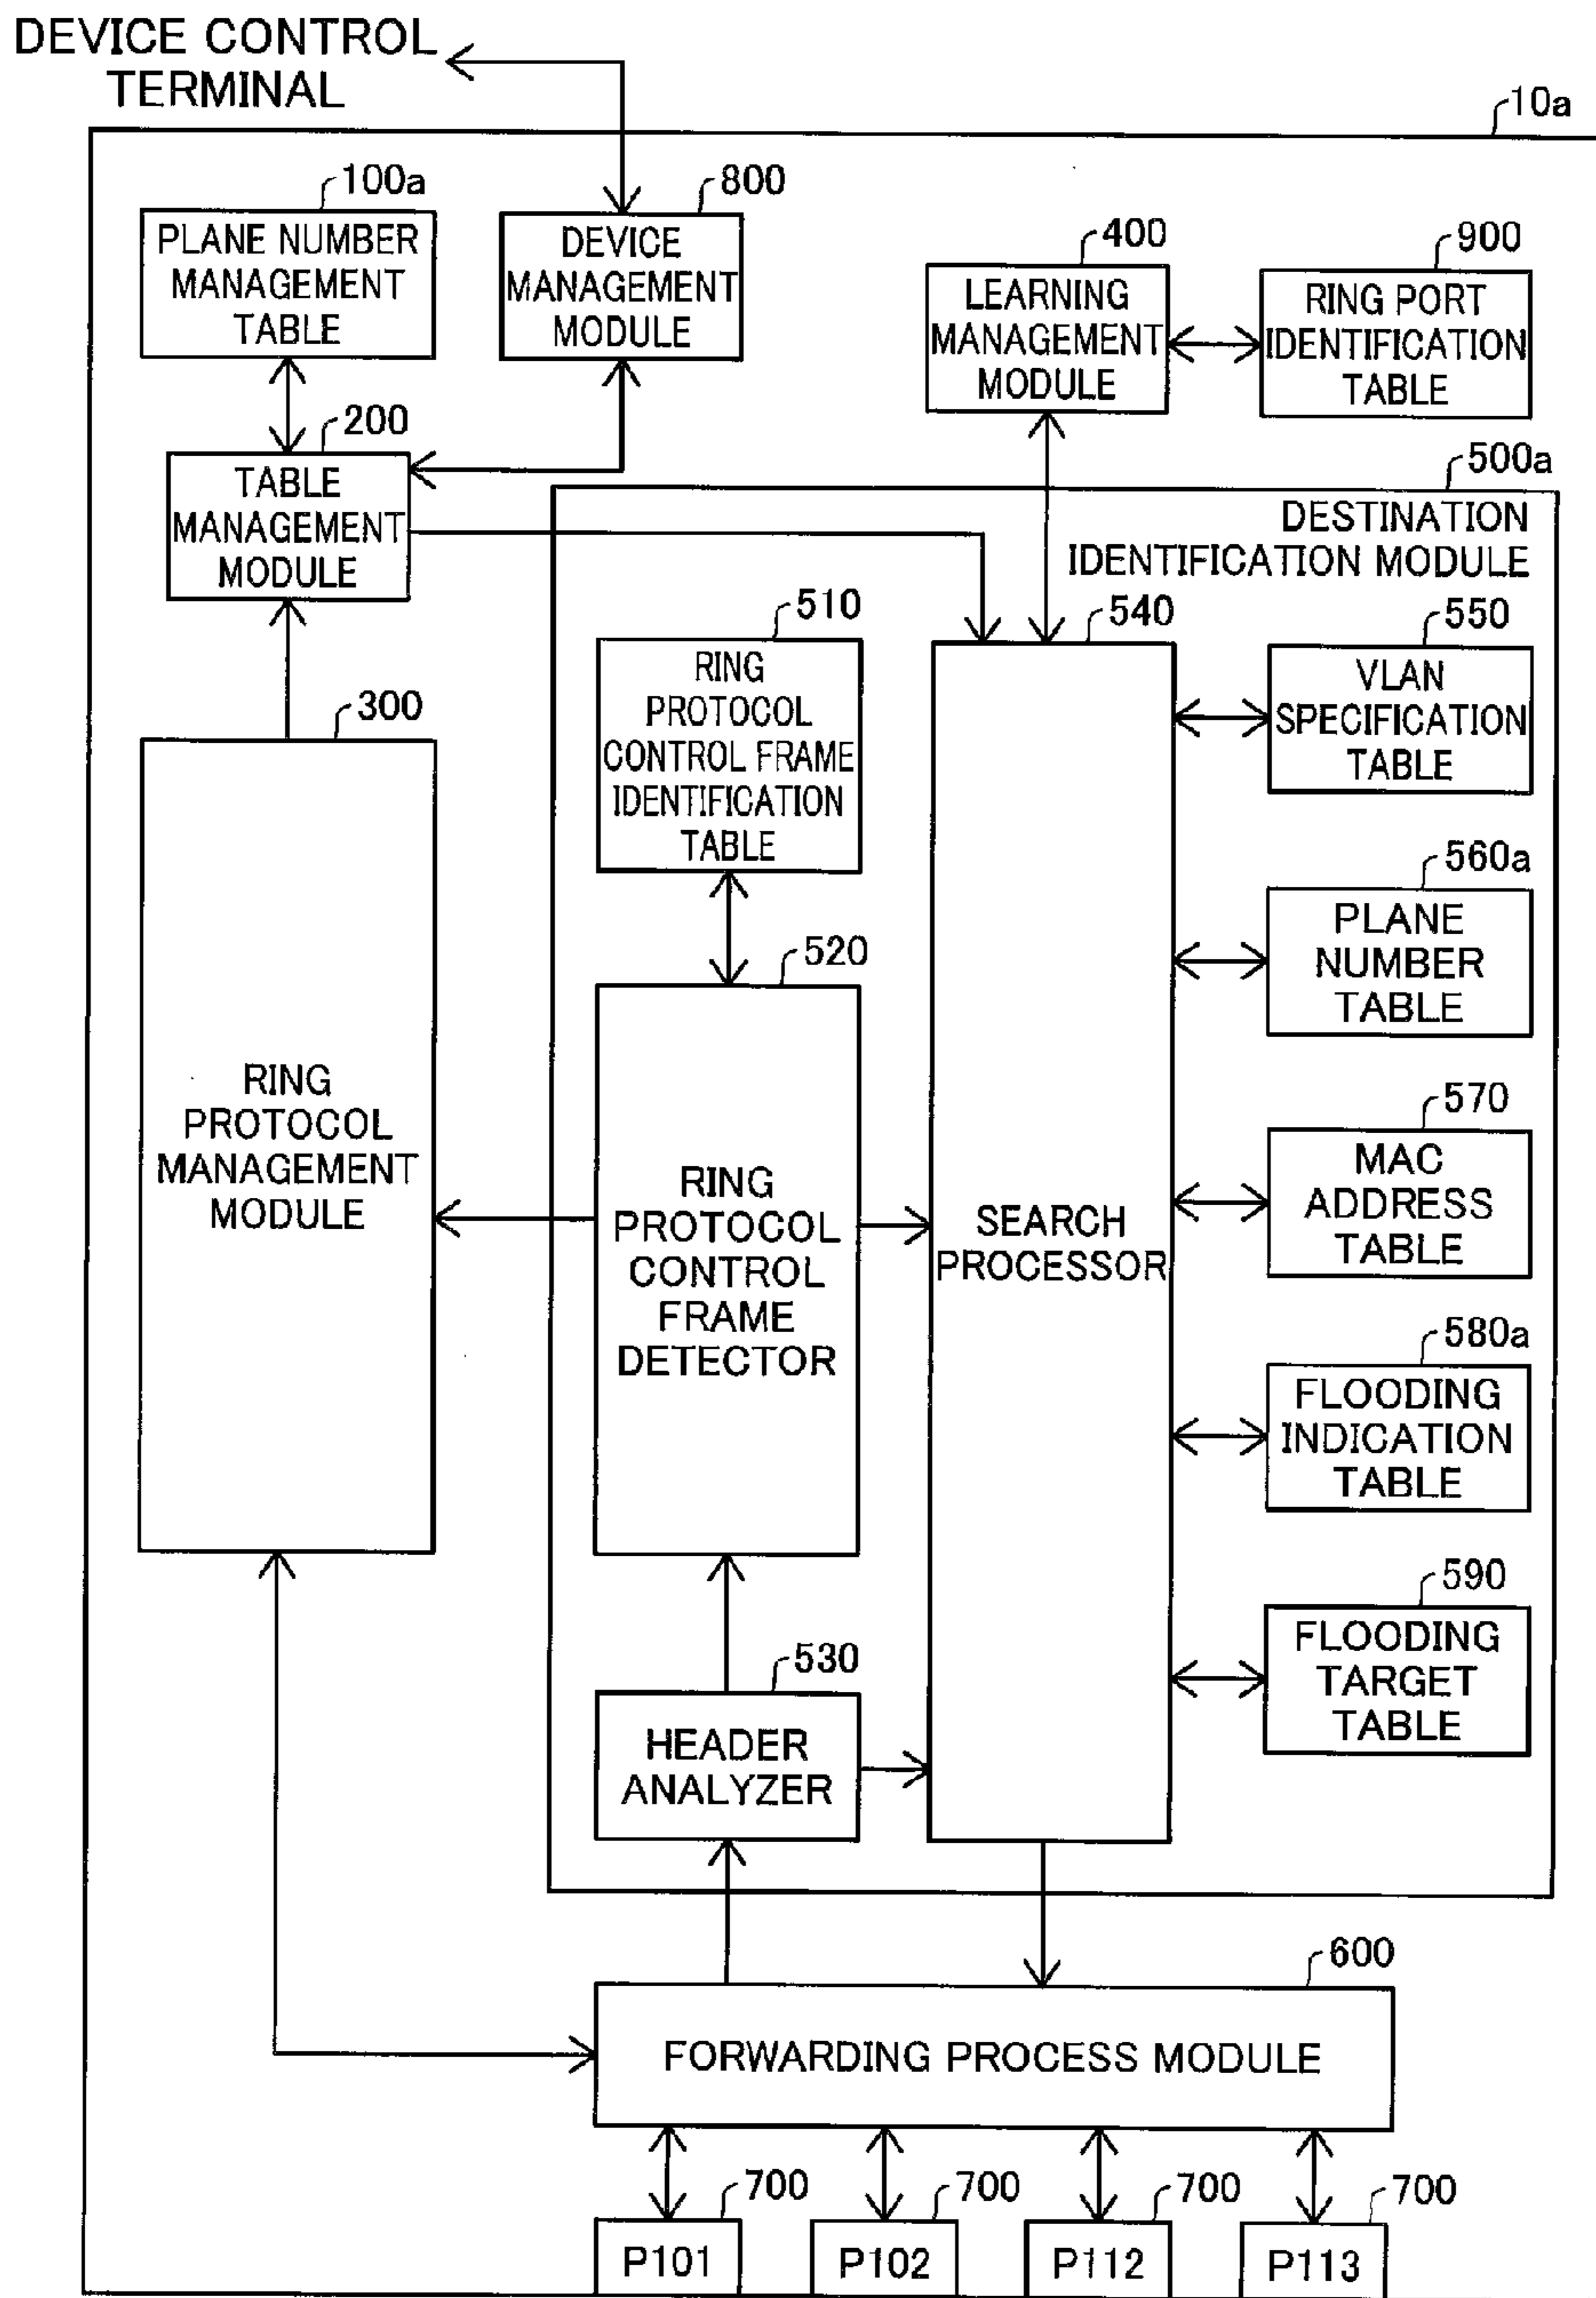 DEVICE CONTROL
TERMINAL
10a
100a
PLANE NUMBER
MANAGEMENT
TABLE
800
DEVICE
MANAGEMENT
MODULE
400
LEARNING
MANAGEMENT
MODULE
900
RING PORT
IDENTIFICATION
TABLE
200
TABLE
MANAGEMENT
MODULE
500a
DESTINATION
IDENTIFICATION MODULE
510
RING
PROTOCOL
CONTROL FRAME
IDENTIFICATION
TABLE
540
SEARCH
PROCESSOR
550
VLAN
SPECIFICATION
TABLE
300
RING
PROTOCOL
MANAGEMENT
MODULE
520
RING
PROTOCOL
CONTROL
FRAME
DETECTOR
560a
PLANE
NUMBER
TABLE
570
MAC
ADDRESS
TABLE
580a
FLOODING
INDICATION
TABLE
590
FLOODING
TARGET
TABLE
530
HEADER
ANALYZER
600
FORWARDING PROCESS MODULE
700
P101
700
P102
700
P112
700
P113